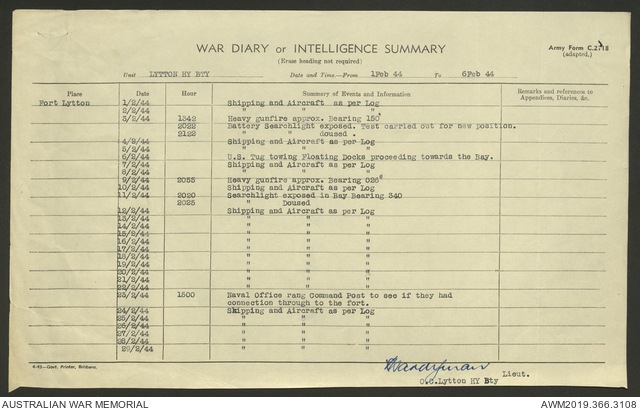 WAR DIARY or INTELLIGENCE SUMMARY
Army Form C.2118
(adapted.)
(Erase heading not required)
Unit LYTTON HY BTY Date and Time.—From 1Feb 44 To 6Feb 44
Place Date Hour Summary of Events and Information Remarks and references to
Appendices, Diaries, &c.
Fort Lytton 1/2/44 Shipping and Aircraft as per Log
2/2/44 " " "
3/2/44 1542 Heavy gunfire approx. Bearing 150°
2022 Battery Searchlight exposed. Test carried out for new position.
2123 " " doused .
4/2/44 Shipping and Aircraft as per Log
5/2/44 " " "
6/2/44 U.S. Tug towing Floating Docks proceeding towards the Bay.
7/2/44 Shipping and Aircraft as per Log
8/2/44 " " "
9/2/44 2055 Heavy gunfire approx. Bearing 026°
10/2/44 Shipping and Aircraft as per Log
11/2/44 2020 Searchlight exposed in Bay Bearing 340
2025 " Doused
12/2/44 Shipping and Aircraft as per Log
13/2/44 " " "
14/2/44 " " "
15/2/44 " " "
16/2/44 " " "
17/2/44 " " "
18/2/44 " " "
19/2/44 " " "
20/2/44 " " "
21/2/44 " " "
22/2/44 " " "
23/2/44 1500 Naval Office rang Command Post to see if they had
connection through to the fort.
24/2/44 Shipping and Aircraft as per Log
25/2/44 " " "
26/2/44 " " "
27/2/44 " " "
28/2/44 " " "
29/2/44 " " "
4-43—Govt. Printer, Brisbane.
Lieut.
O.C.Lytton HY Bty
AUSTRALIAN WAR MEMORIAL AWM2019.366.3108